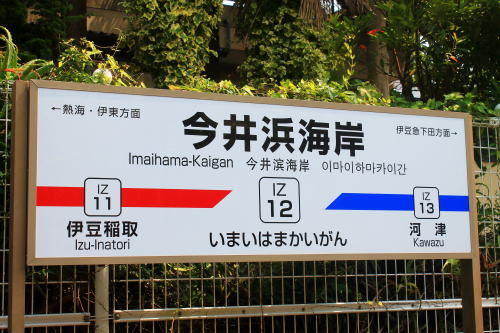 ←熱海・伊東方面
伊豆急下田方面→
今井浜海岸
Imaihama-Kaigan 今井滨海岸 이마이하마카이간
IZ
11
IZ
12
IZ
13
伊豆稲取
Izu-Inatori
いまいはまかいがん
河津
Kawazu